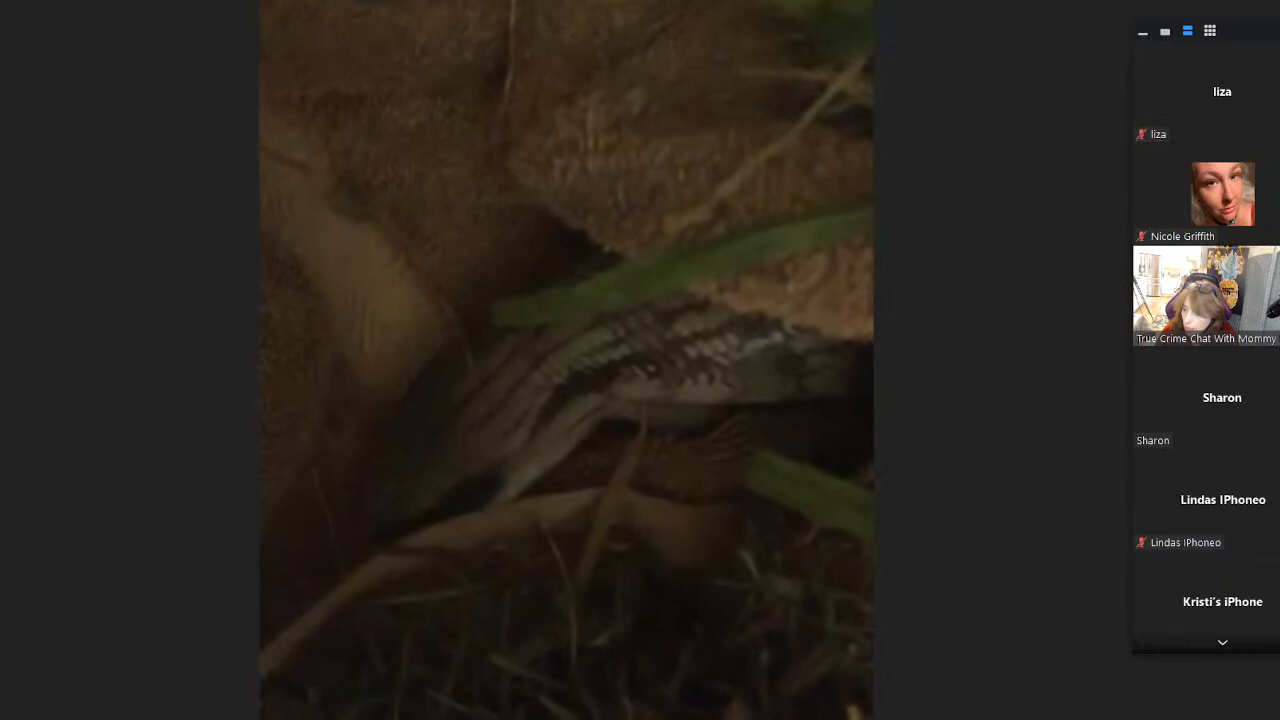 liza
liza
Nicole Griffith
True Crime Chat With Mommy
Sharon
Sharon
Lindas IPhoneo
Lindas IPhoneo
Kristi's iPhone